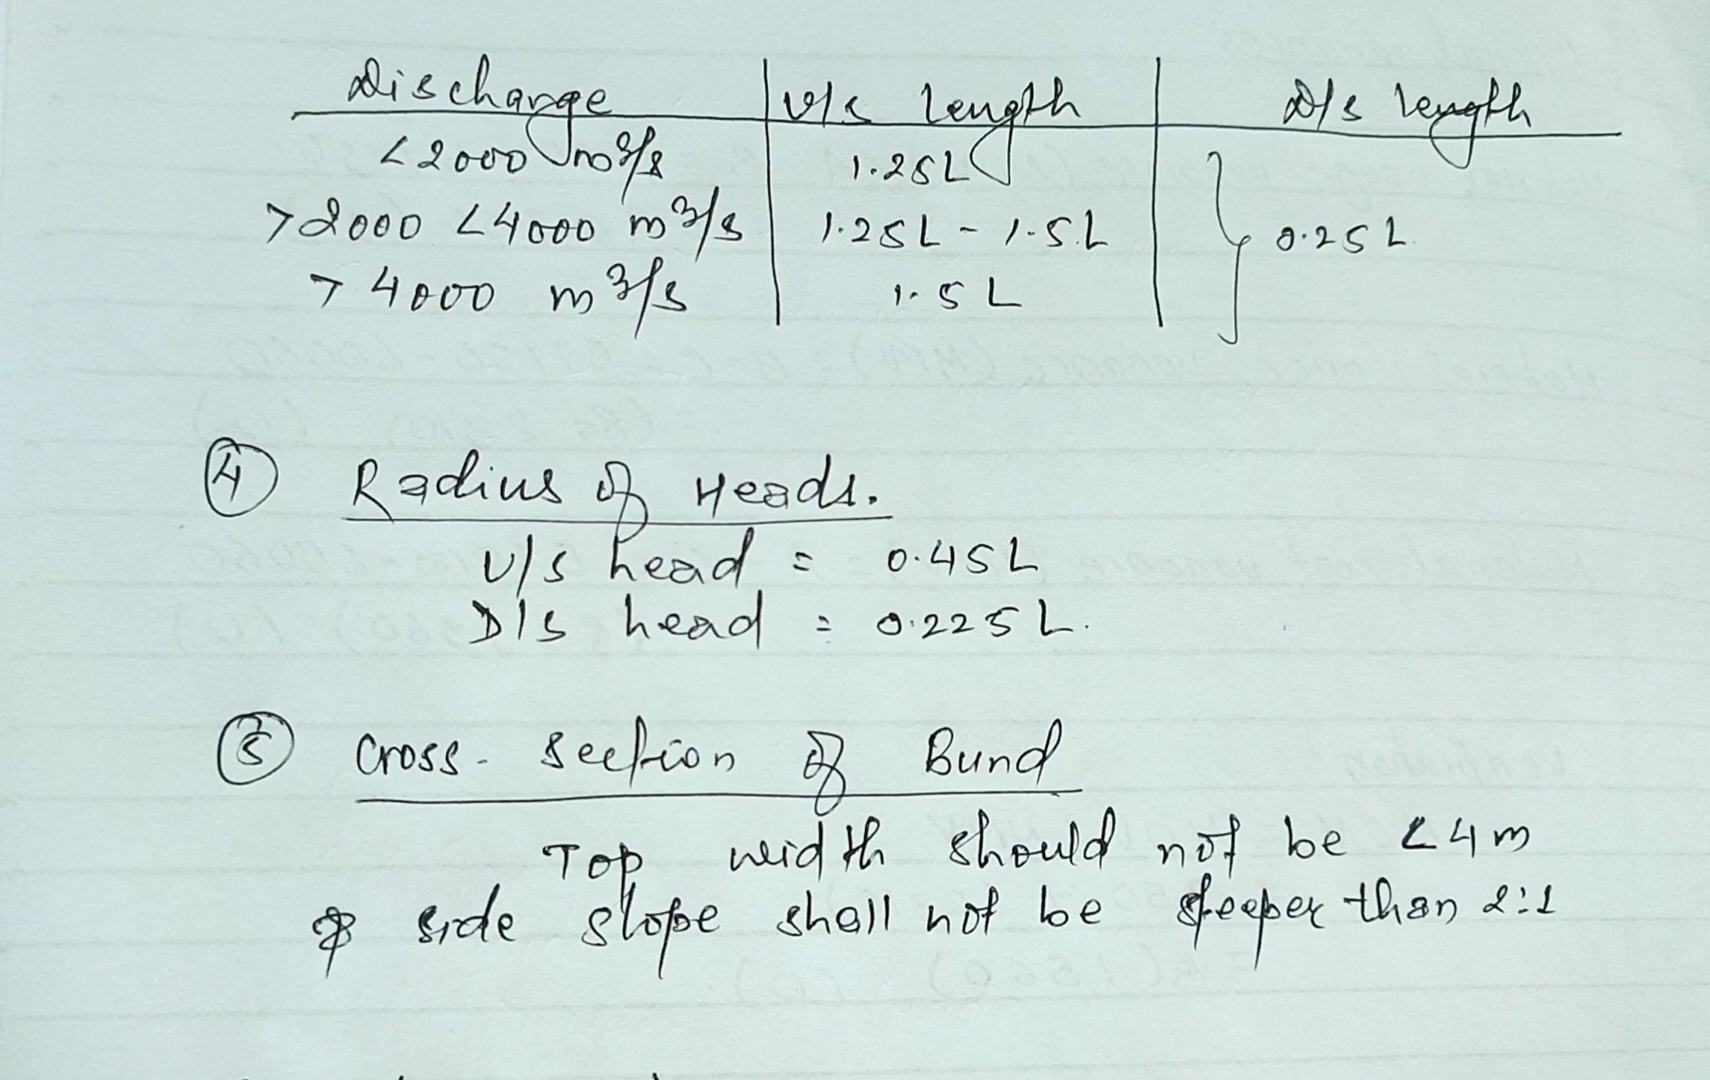 Discharge | U/s length | D/s length
<2000 m³/s | 1.25L
>2000 <4000 m³/s | 1.25L - 1.5L | } 0.25L
>4000 m³/s | 1.5L
④ Radius of Heads.
U/s head = 0.45L
D/s head = 0.225L.
⑤ Cross-section of Bund
Top width should not be <4m
& side slope shall not be steeper than 2:1